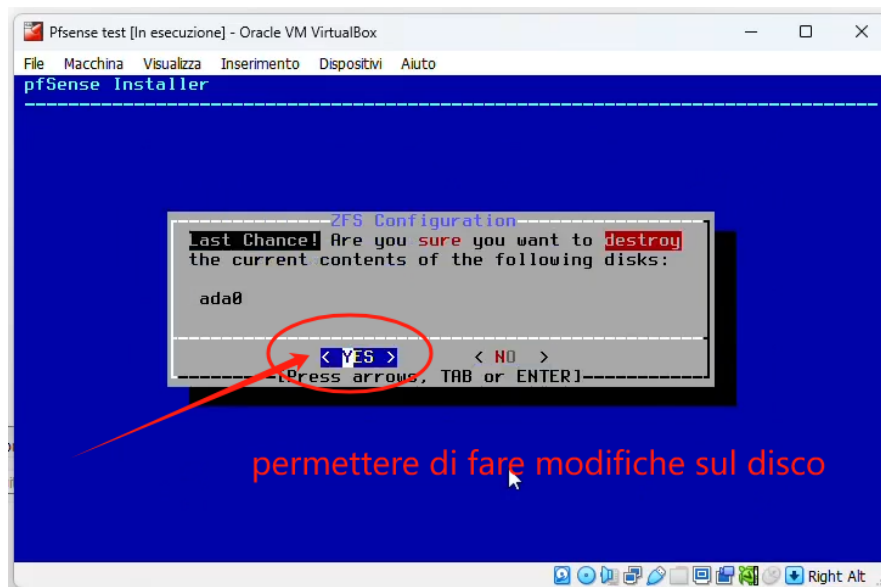 Pfsense test [In esecuzione] - Oracle VM VirtualBox
File Macchina Visualizza Inserimento Dispositivi Aiuto
pfSense Installer
ZFS Configuration
Last Chance! Are you sure you want to destroy
the current contents of the following disks:
ada0
< YES > < NO >
[Press arrows, TAB or ENTER]
permettere di fare modifiche sul disco
Right Alt